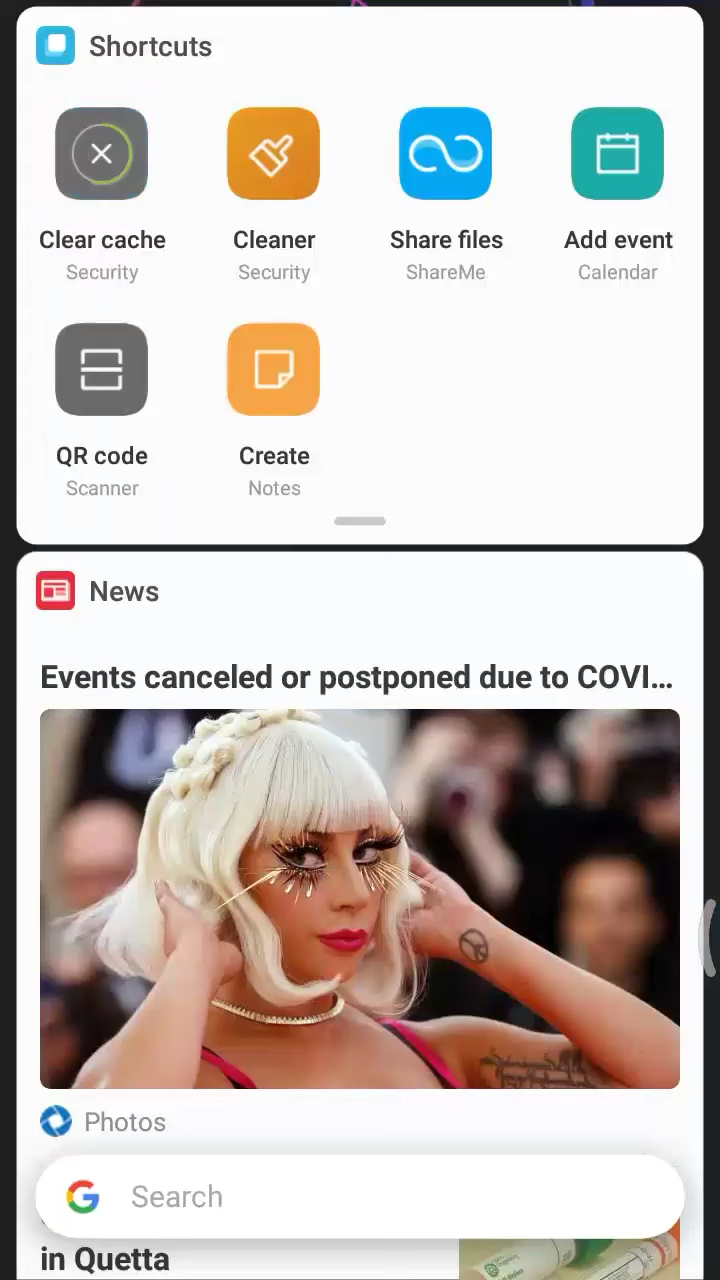 Shortcuts
Clear cache Cleaner Share files Add event
Security Security ShareMe Calendar
QR code Create
Scanner Notes
News
Events canceled or postponed due to COVI...
Photos
Search
in Quetta